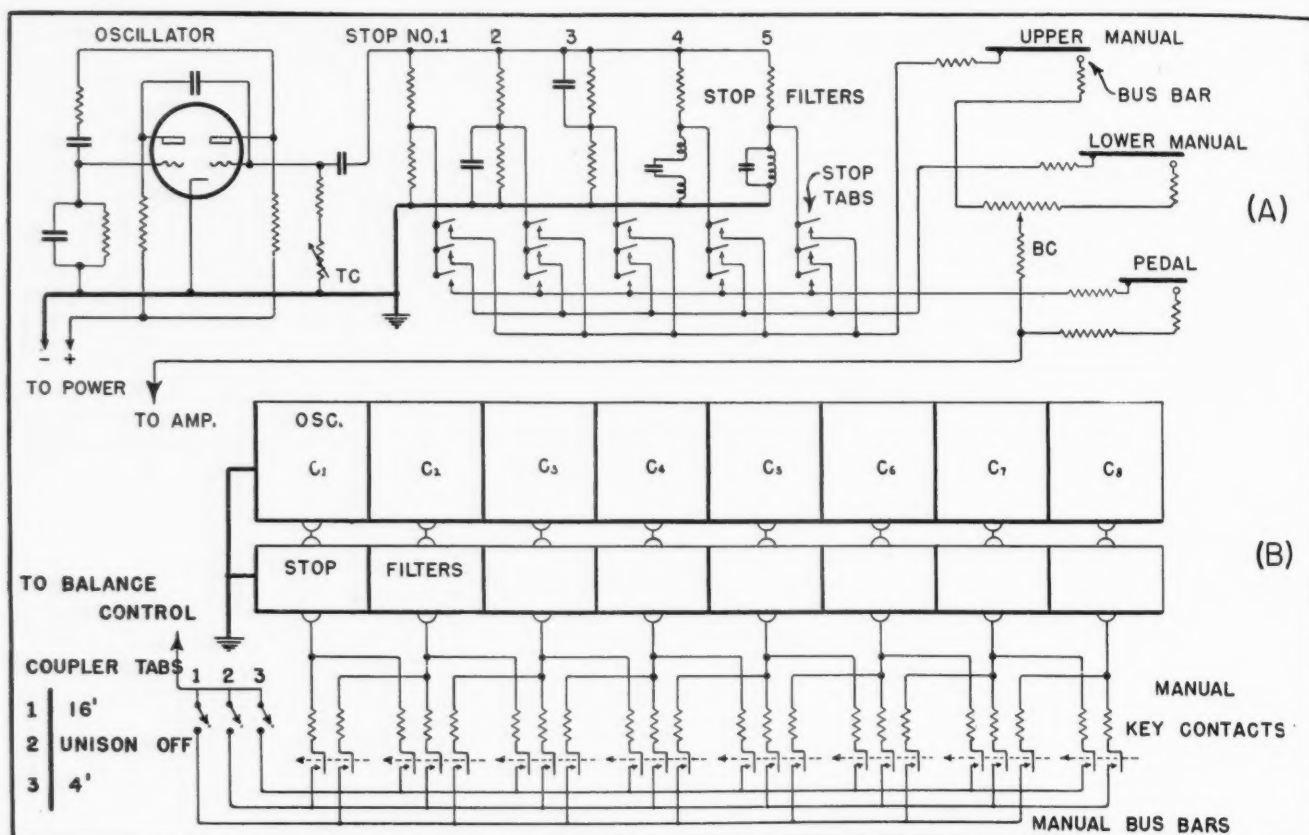 OSCILLATOR STOP NO.1 2 3 4 5 UPPER MANUAL
STOP FILTERS
BUS BAR
LOWER MANUAL
STOP TABS
(A)
TC
BC
PEDAL
- +
TO POWER
TO AMP.
OSC.
C₁ C₂ C₃ C₄ C₅ C₆ C₇ C₈
(B)
STOP FILTERS
TO BALANCE
CONTROL
COUPLER TABS 1 2 3
1 16'
2 UNISON OFF
3 4'
MANUAL
KEY CONTACTS
MANUAL BUS BARS